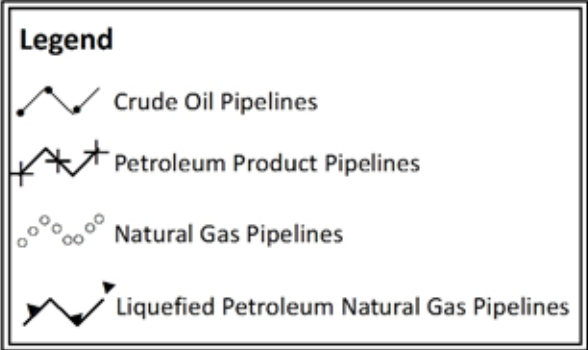 Legend
Crude Oil Pipelines
Petroleum Product Pipelines
Natural Gas Pipelines
Liquefied Petroleum Natural Gas Pipelines